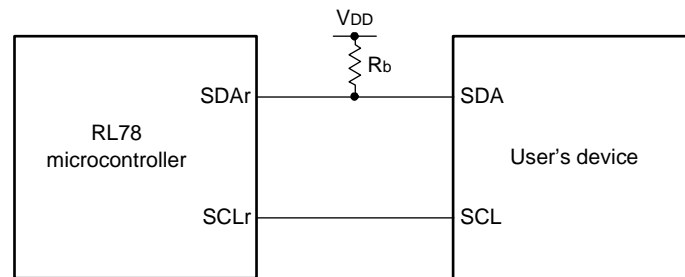 VDD
Rb
SDAr
SDA
RL78
microcontroller
User's device
SCLr
SCL